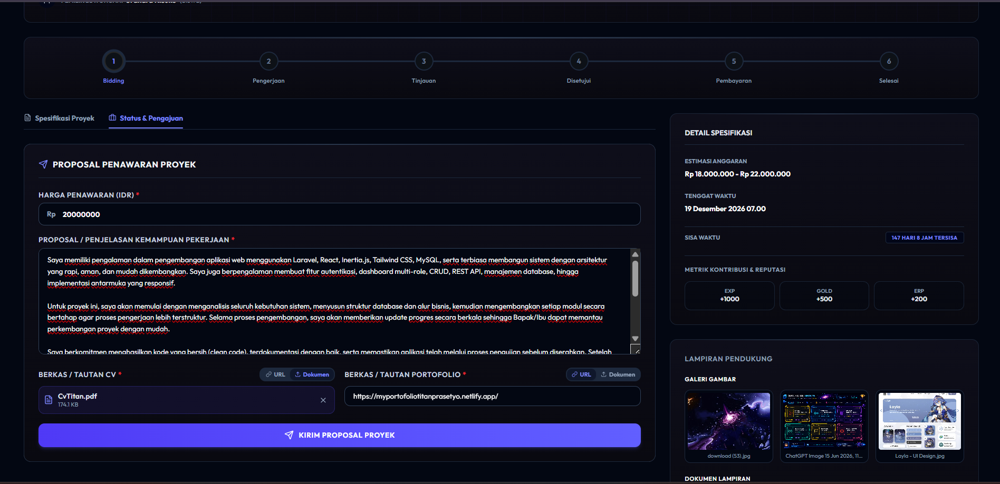 1
2
3
4
5
6
Bidding
Pengerjaan
Tinjauan
Disetujui
Pembayaran
Selesai
Spesifikasi Proyek
Status & Pengajuan
PROPOSAL PENAWARAN PROYEK
HARGA PENAWARAN (IDR) *
Rp 20000000
PROPOSAL / PENJELASAN KEMAMPUAN PEKERJAAN *
Saya memiliki pengalaman dalam pengembangan aplikasi web menggunakan Laravel, React, Inertia.js, Tailwind CSS, MySQL, serta terbiasa membangun sistem dengan arsitektur
yang rapi, aman, dan mudah dikembangkan. Saya juga berpengalaman membuat fitur autentikasi, dashboard multi-role, CRUD, REST API, manajemen database, hingga
implementasi antarmuka yang responsif.
Untuk proyek ini, saya akan memulai dengan menganalisis seluruh kebutuhan sistem, menyusun struktur database dan alur bisnis, kemudian mengembangkan setiap modul secara
bertahap agar proses pengerjaan lebih terstruktur. Selama proses pengembangan, saya akan memberikan update progres secara berkala sehingga Bapak/Ibu dapat memantau
perkembangan proyek dengan mudah.
Saya berkomitmen menghasilkan kode yang bersih (clean code), terdokumentasi dengan baik, serta memastikan aplikasi telah melalui proses pengujian sebelum diserahkan. Setelah
BERKAS / TAUTAN CV *
URL
Dokumen
CvTitan.pdf
174.1 KB
BERKAS / TAUTAN PORTOFOLIO *
URL
Dokumen
https://myportofoliotitanprasetyo.netlify.app/
KIRIM PROPOSAL PROYEK
DETAIL SPESIFIKASI
ESTIMASI ANGGARAN
Rp 18.000.000 - Rp 22.000.000
TENGGAT WAKTU
19 Desember 2026 07.00
SISA WAKTU
147 HARI 8 JAM TERSISA
METRIK KONTRIBUSI & REPUTASI
EXP
+1000
GOLD
+500
ERP
+200
LAMPIRAN PENDUKUNG
GALERI GAMBAR
Layla
download (53).jpg
ChatGPT Image 15 Jun 2026, 11...
Layla - UI Design.jpg
DOKUMEN LAMPIRAN